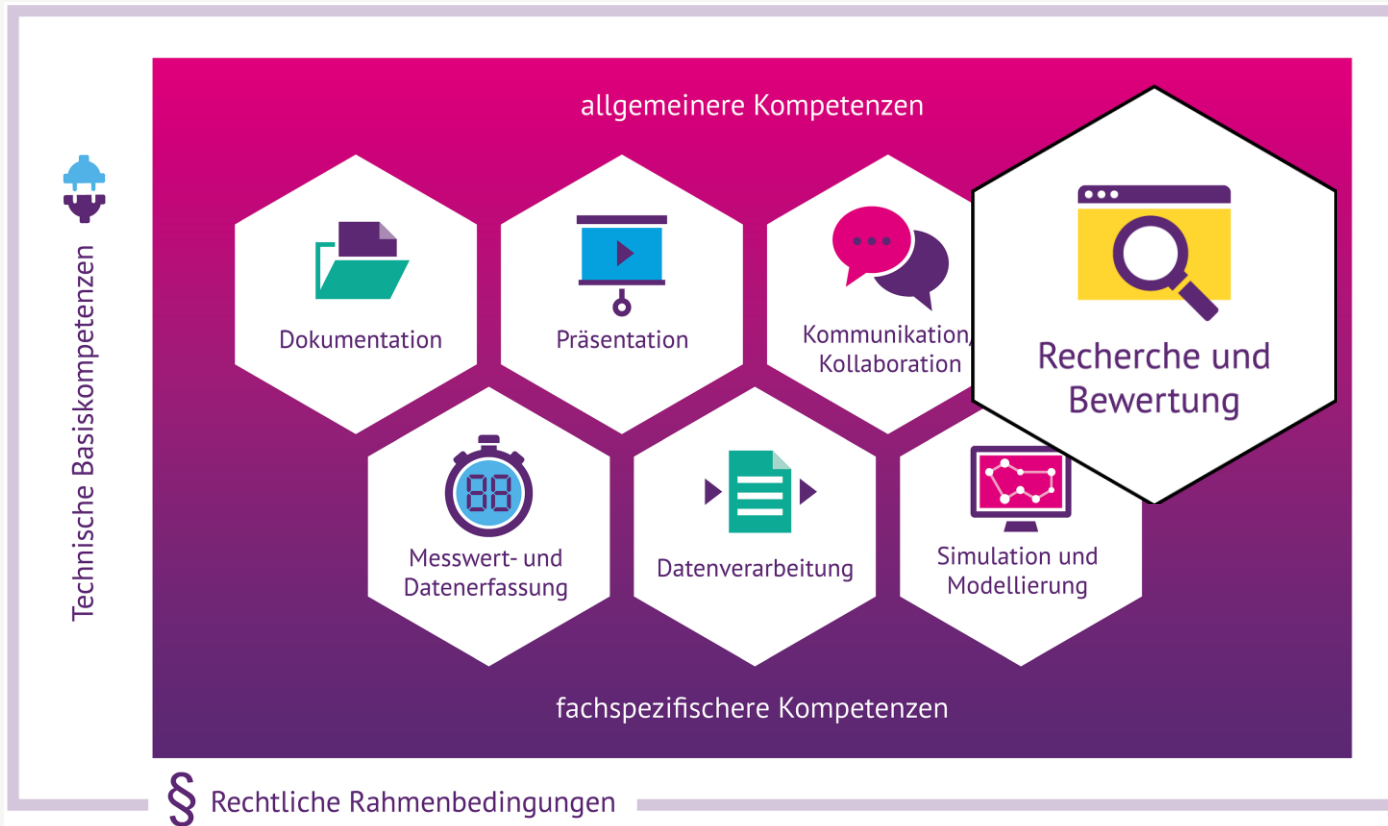 allgemeinere Kompetenzen
Technische Basiskompetenzen
Dokumentation
Präsentation
Kommunikation/
Kollaboration
Recherche und
Bewertung
88
Messwert- und
Datenerfassung
Datenverarbeitung
Simulation und
Modellierung
fachspezifischere Kompetenzen
§ Rechtliche Rahmenbedingungen